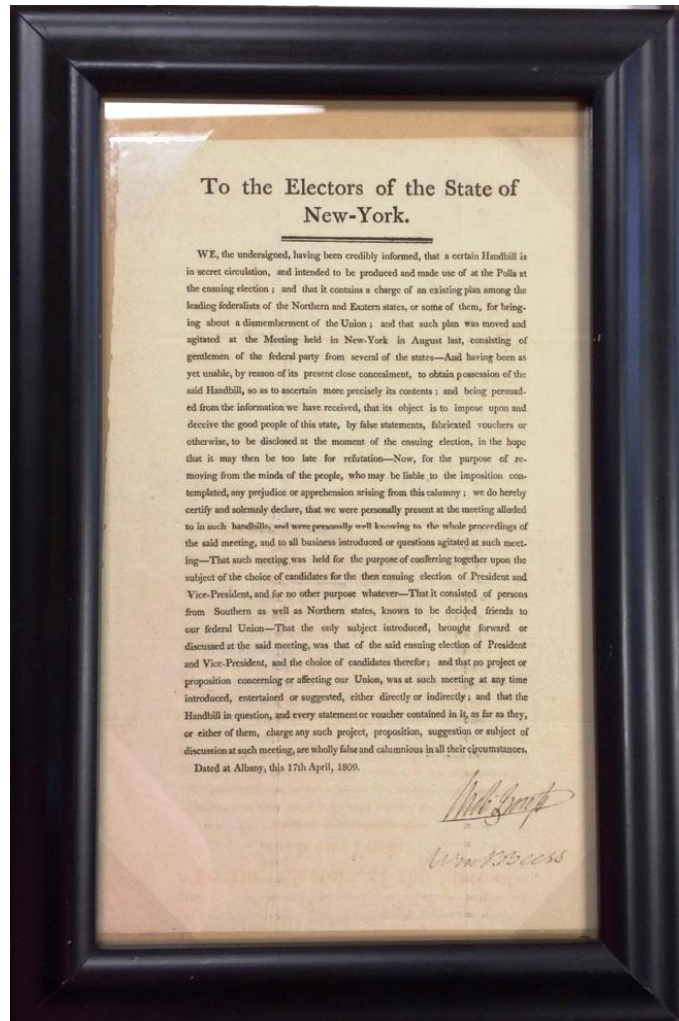 To the Electors of the State of
New-York.
WE, the undersigned, having been credibly informed, that a certain Handbill is
in secret circulation, and intended to be produced and made use of at the Polls at
the ensuing election ; and that it contains a charge of an existing plan among the
leading federalists of the Northern and Eastern states, or some of them, for bring-
ing about a dismemberment of the Union ; and that such plan was moved and
agitated at the Meeting held in New-York in August last, consisting of
gentlemen of the federal party from several of the states—And having been as
yet unable, by reason of its present close concealment, to obtain possession of the
said Handbill, so as to ascertain more precisely its contents ; and being persuad-
ed from the information we have received, that its object is to impose upon and
deceive the good people of this state, by false statements, fabricated vouchers or
otherwise, to be disclosed at the moment of the ensuing election, in the hope
that it may then be too late for refutation—Now, for the purpose of re-
moving from the minds of the people, who may be liable to the imposition con-
templated, any prejudice or apprehension arising from this calumny ; we do hereby
certify and solemnly declare, that we were personally present at the meeting alluded
to in such handbills, and were personally well knowing to the whole proceedings of
the said meeting, and to all business introduced or questions agitated at such meet-
ing—That such meeting was held for the purpose of conferring together upon the
subject of the choice of candidates for the then ensuing election of President and
Vice-President, and for no other purpose whatever—That it consisted of persons
from Southern as well as Northern states, known to be decided friends to
our federal Union—That the only subject introduced, brought forward or
discussed at the said meeting, was that of the said ensuing election of President
and Vice-President, and the choice of candidates therefor ; and that no project or
proposition concerning or affecting our Union, was at such meeting at any time
introduced, entertained or suggested, either directly or indirectly ; and that the
Handbill in question, and every statement or voucher contained in it, as far as they,
or either of them, charge any such project, proposition, suggestion or subject of
discussion at such meeting, are wholly false and calumnious in all their circumstances.
Dated at Albany, this 17th April, 1809.